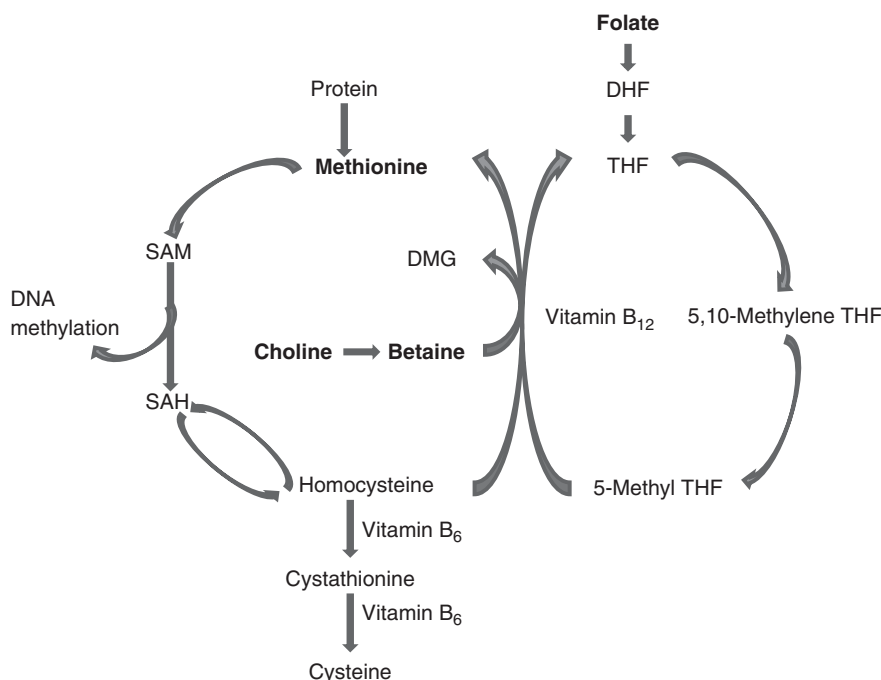 Folate
Protein
DHF
Methionine
THF
SAM
DMG
DNA
methylation
Vitamin B₁₂
5,10-Methylene THF
Choline
Betaine
SAH
Homocysteine
5-Methyl THF
Vitamin B₆
Cystathionine
Vitamin B₆
Cysteine